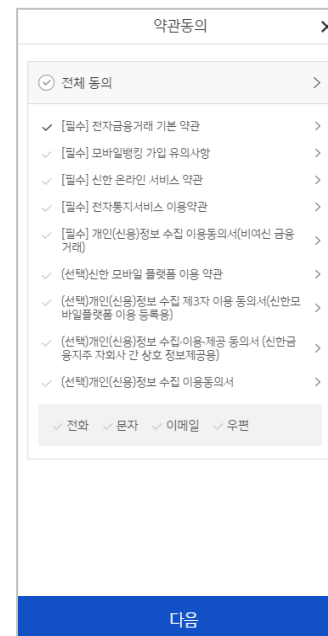 약관동의
전체 동의
[필수] 전자금융거래 기본 약관
[필수] 모바일뱅킹 가입 유의사항
[필수] 신한 온라인 서비스 약관
[필수] 전자통지서비스 이용약관
[필수] 개인(신용)정보 수집 이용동의서(비여신 금융
거래)
(선택)신한 모바일 플랫폼 이용 약관
(선택)개인(신용)정보 수집 제3자 이용 동의서(신한모
바일플랫폼 이용 등록용)
(선택)개인(신용)정보 수집·이용·제공 동의서 (신한금
융지주 자회사 간 상호 정보제공용)
(선택)개인(신용)정보 수집 이용동의서
전화 문자 이메일 우편
다음